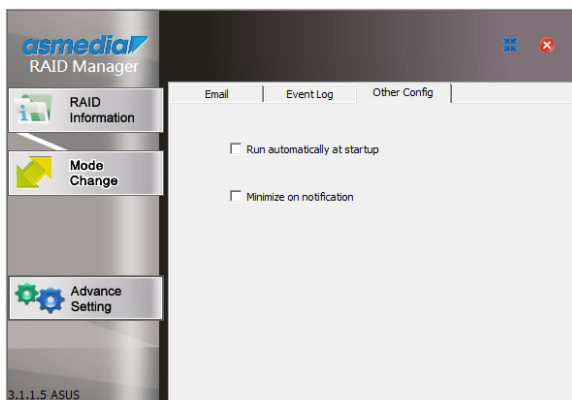 asmedia
RAID Manager
RAID
Information
Mode
Change
Advance
Setting
3.1.1.5 ASUS
Email
Event Log
Other Config
Run automatically at startup
Minimize on notification